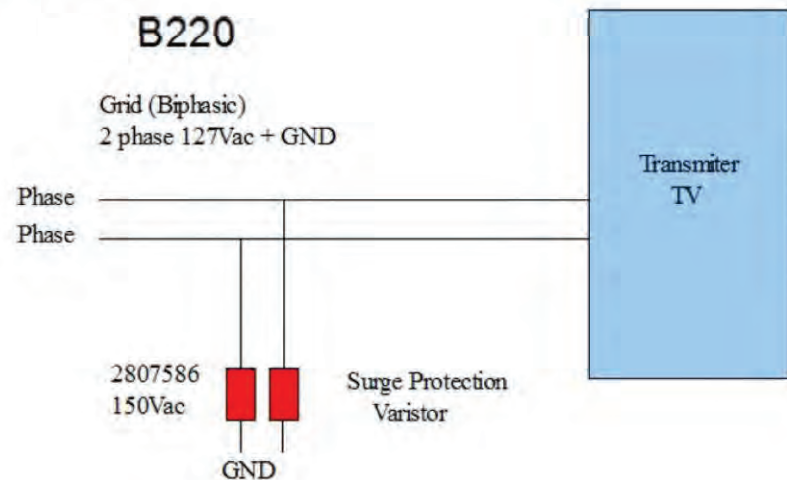 B220
Grid (Biphasic)
2 phase 127Vac + GND
Phase
Phase
Transmiter
TV
2807586
150Vac
Surge Protection
Varistor
GND